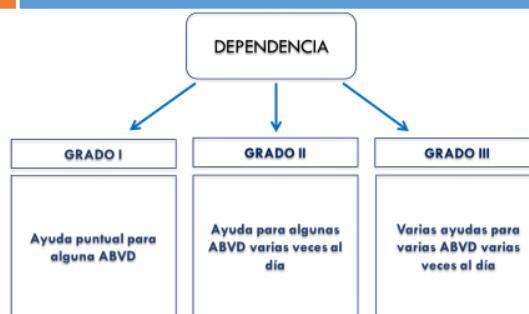 DEPENDENCIA
GRADO I
Ayuda puntual para
alguna ABVD
GRADO II
Ayuda para algunas
ABVD varias veces al
día
GRADO III
Varias ayudas para
varias ABVD varias
veces al día